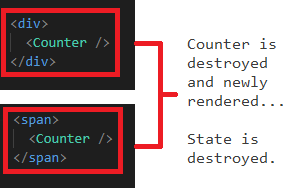 <div>
<Counter />
</div>
<span>
<Counter />
</span>
Counter is
destroyed
and newly
rendered...
State is
destroyed.